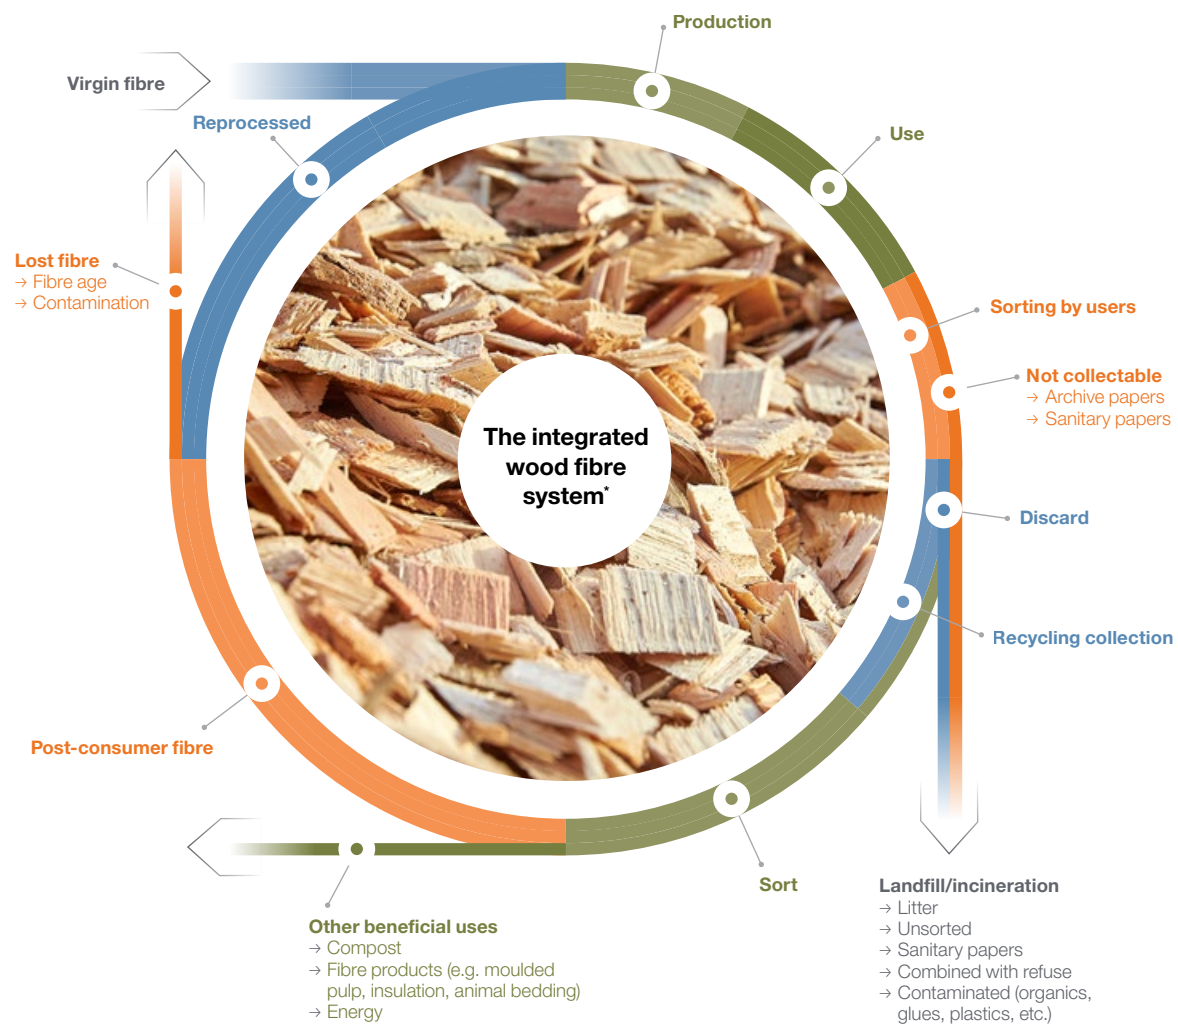 Production
Virgin fibre
Reprocessed
Use
Lost fibre
→ Fibre age
→ Contamination
Sorting by users
Not collectable
→ Archive papers
→ Sanitary papers
The integrated
wood fibre
system*
Discard
Recycling collection
Post-consumer fibre
Sort
Other beneficial uses
→ Compost
→ Fibre products (e.g. moulded
pulp, insulation, animal bedding)
→ Energy
Landfill/incineration
→ Litter
→ Unsorted
→ Sanitary papers
→ Combined with refuse
→ Contaminated (organics,
glues, plastics, etc.)